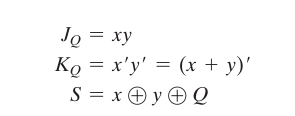 J_Q = xy
K_Q = x'y' = (x + y)'
S = x ⊕ y ⊕ Q